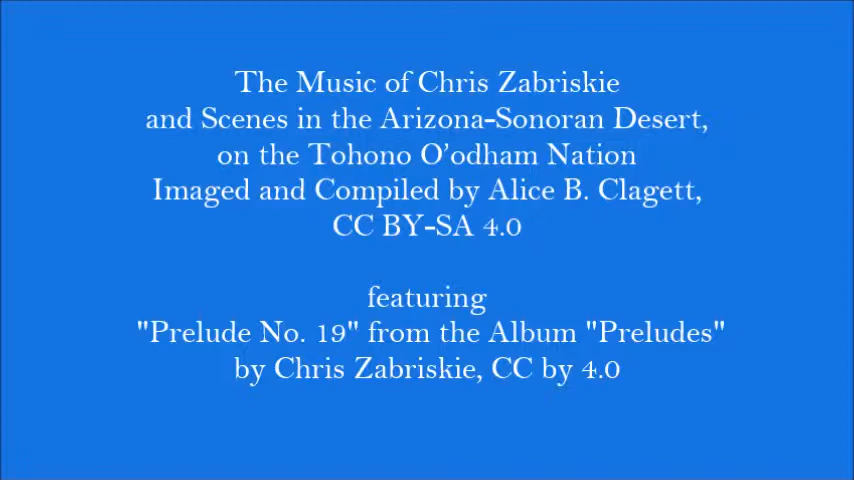 The Music of Chris Zabriskie
and Scenes in the Arizona-Sonoran Desert,
on the Tohono O’odham Nation
Imaged and Compiled by Alice B. Clagett,
CC BY-SA 4.0
featuring
"Prelude No. 19" from the Album "Preludes"
by Chris Zabriskie, CC by 4.0